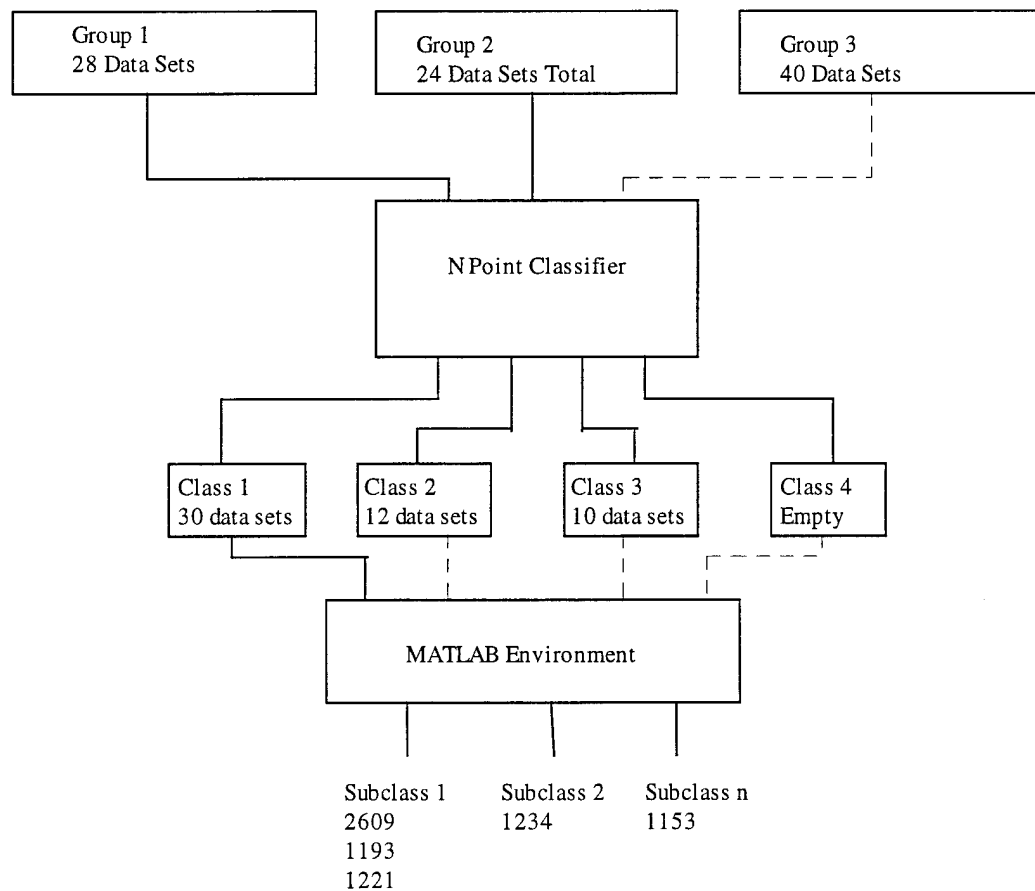 Group 1
28 Data Sets
Group 2
24 Data Sets Total
Group 3
40 Data Sets
N Point Classifier
Class 1
30 data sets
Class 2
12 data sets
Class 3
10 data sets
Class 4
Empty
MATLAB Environment
Subclass 1
2609
1193
1221
Subclass 2
1234
Subclass n
1153